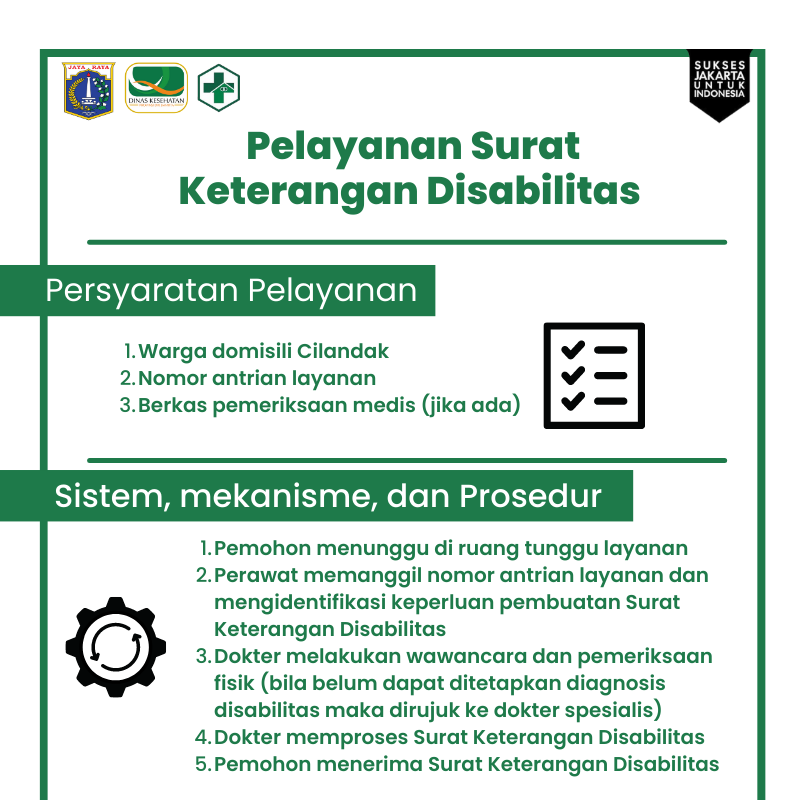 JAYA RAYA
DINAS KESEHATAN
SUKSES
JAKARTA
UNTUK
INDONESIA
Pelayanan Surat
Keterangan Disabilitas
Persyaratan Pelayanan
1. Warga domisili Cilandak
2. Nomor antrian layanan
3. Berkas pemeriksaan medis (jika ada)
Sistem, mekanisme, dan Prosedur
1. Pemohon menunggu di ruang tunggu layanan
2. Perawat memanggil nomor antrian layanan dan
mengidentifikasi keperluan pembuatan Surat
Keterangan Disabilitas
3. Dokter melakukan wawancara dan pemeriksaan
fisik (bila belum dapat ditetapkan diagnosis
disabilitas maka dirujuk ke dokter spesialis)
4. Dokter memproses Surat Keterangan Disabilitas
5. Pemohon menerima Surat Keterangan Disabilitas